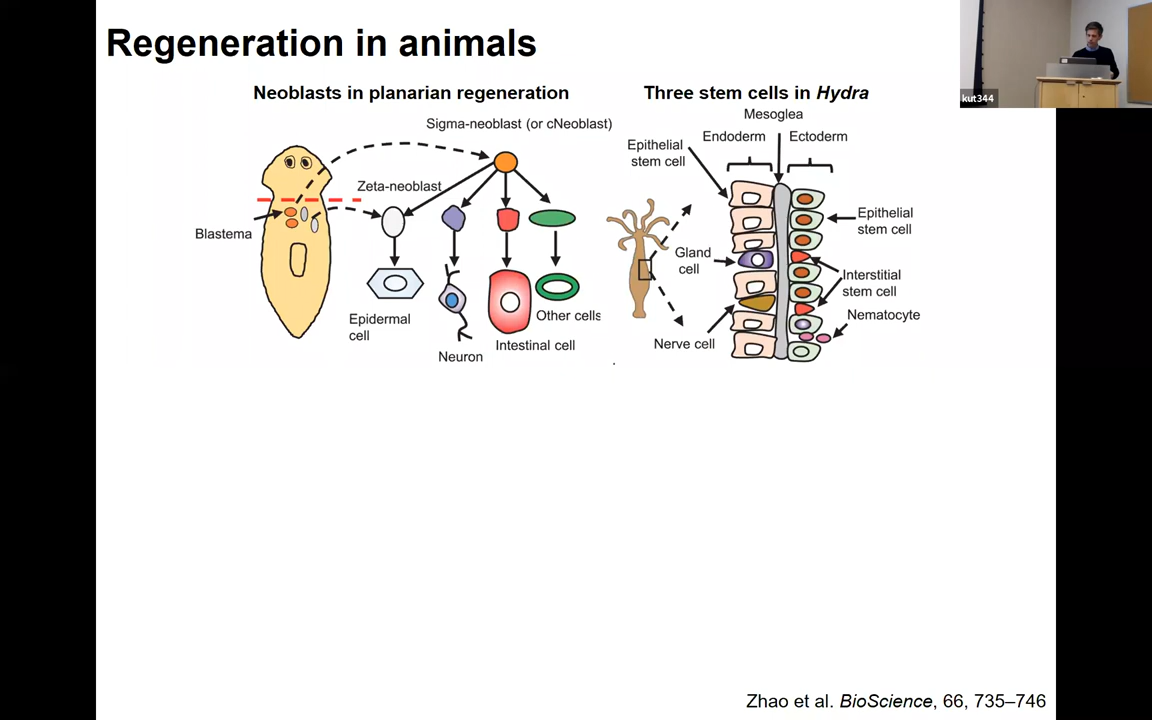 Regeneration in animals
kut344
Neoblasts in planarian regeneration
Sigma-neoblast (or cNeoblast)
Zeta-neoblast
Blastema
Epidermal
cell
Neuron
Intestinal cell
Other cells
Three stem cells in Hydra
Mesoglea
Endoderm
Ectoderm
Epithelial
stem cell
Epithelial
stem cell
Gland
cell
Interstitial
stem cell
Nematocyte
Nerve cell
Zhao et al. BioScience, 66, 735–746